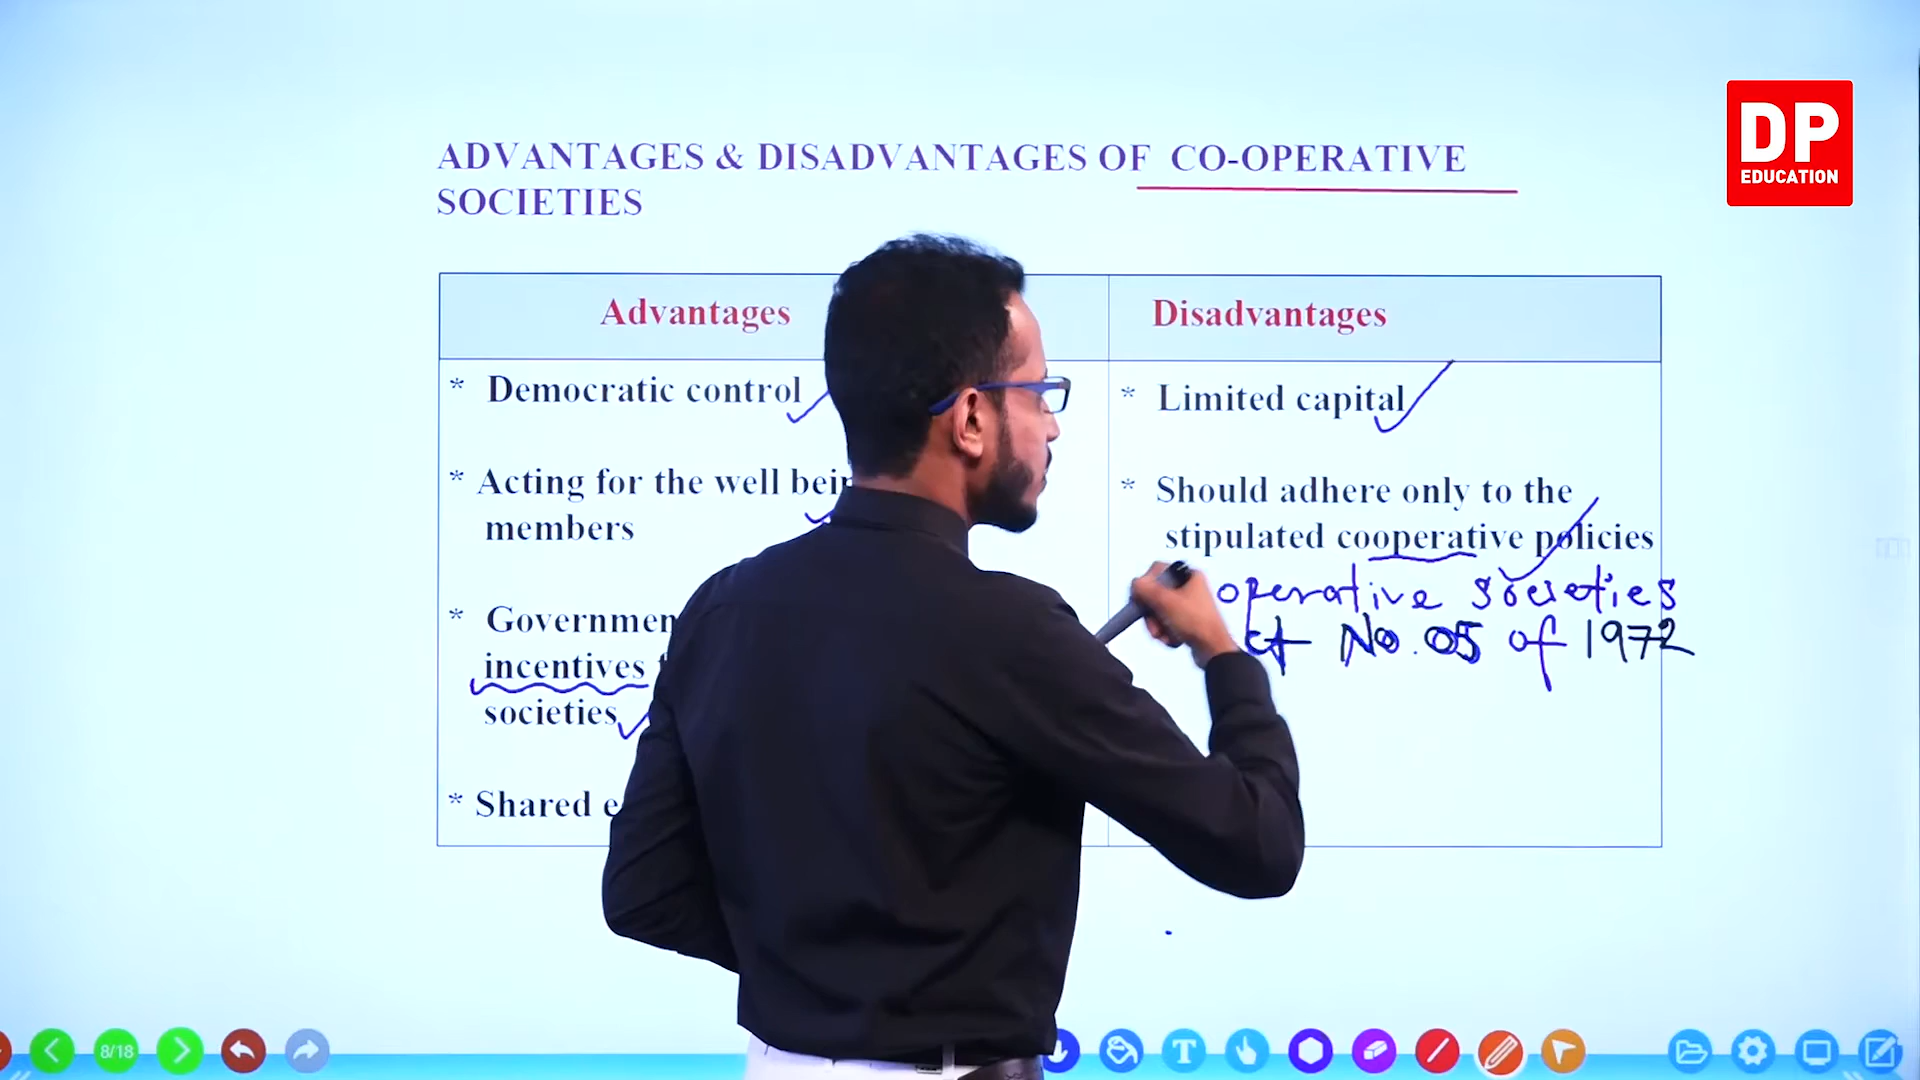 DP
EDUCATION
ADVANTAGES & DISADVANTAGES OF CO-OPERATIVE
SOCIETIES
Advantages
* Democratic control
* Acting for the well
members
*
incentives
societies
* Shared
Disadvantages
* Limited capital
* Should adhere only to the
stipulated cooperative policies
operative societies
No. 05 of 1972
8/18
T